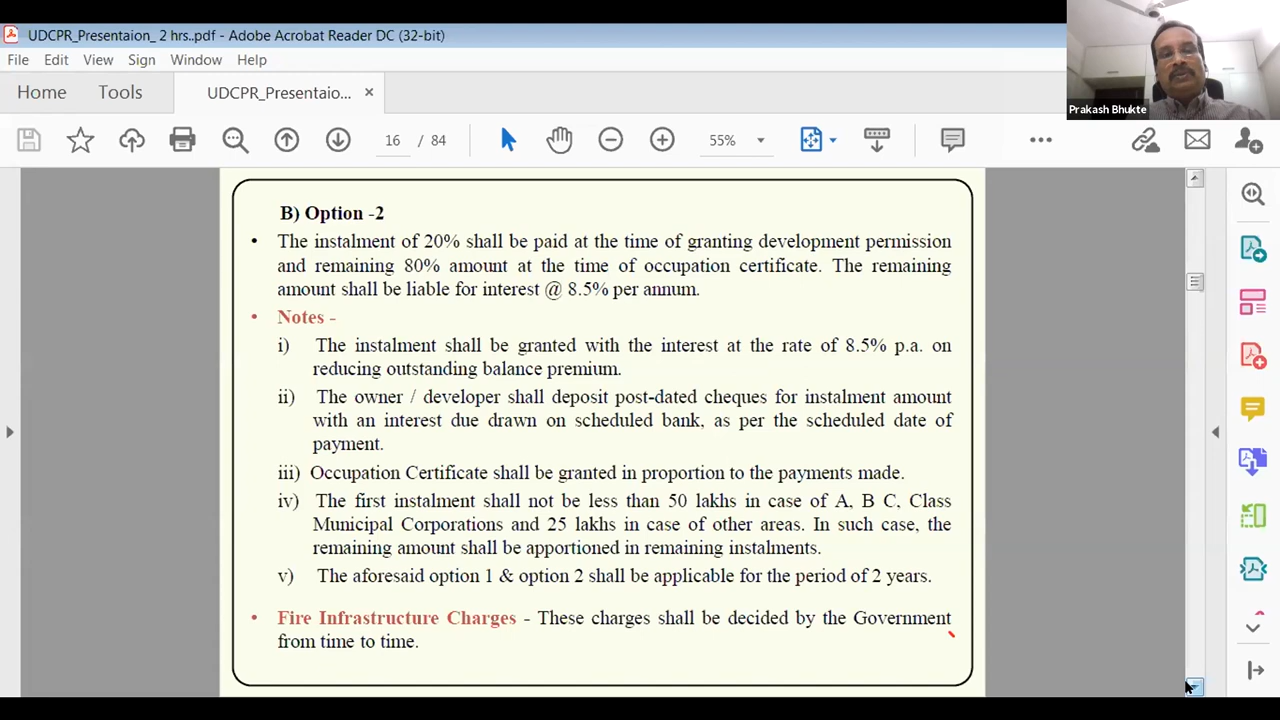 UDCPR_Presentaion_ 2 hrs..pdf - Adobe Acrobat Reader DC (32-bit)
File Edit View Sign Window Help
Home Tools UDCPR_Presentaio... ×
16 / 84 55%
Prakash Bhukte
B) Option -2
• The instalment of 20% shall be paid at the time of granting development permission
and remaining 80% amount at the time of occupation certificate. The remaining
amount shall be liable for interest @ 8.5% per annum.
• Notes -
i) The instalment shall be granted with the interest at the rate of 8.5% p.a. on
reducing outstanding balance premium.
ii) The owner / developer shall deposit post-dated cheques for instalment amount
with an interest due drawn on scheduled bank, as per the scheduled date of
payment.
iii) Occupation Certificate shall be granted in proportion to the payments made.
iv) The first instalment shall not be less than 50 lakhs in case of A, B C, Class
Municipal Corporations and 25 lakhs in case of other areas. In such case, the
remaining amount shall be apportioned in remaining instalments.
v) The aforesaid option 1 & option 2 shall be applicable for the period of 2 years.
• Fire Infrastructure Charges - These charges shall be decided by the Government
from time to time.